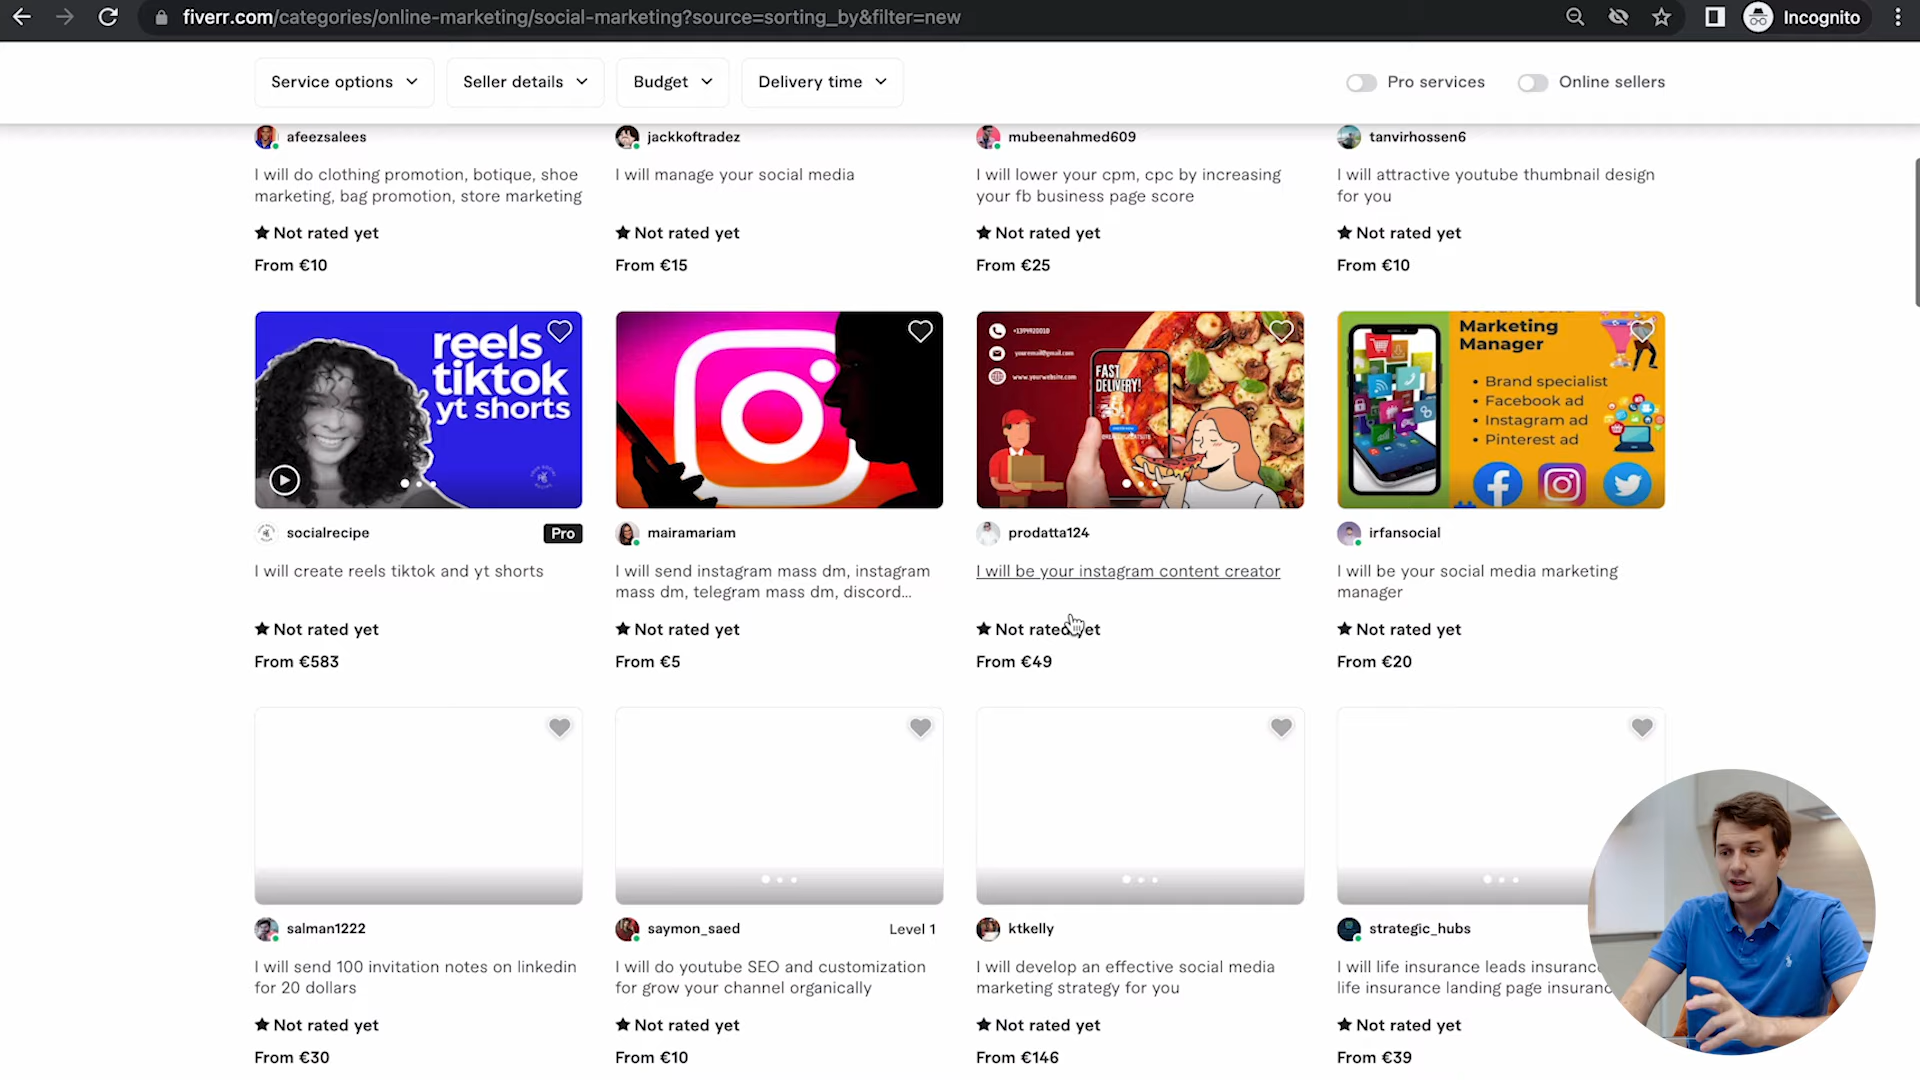 fiverr.com/categories/online-marketing/social-marketing?source=sorting_by&filter=new
Incognito
Service options
Seller details
Budget
Delivery time
Pro services
Online sellers
afeezsalees
I will do clothing promotion, botique, shoe
marketing, bag promotion, store marketing
Not rated yet
From €10
jackkoftradez
I will manage your social media
Not rated yet
From €15
mubeenahmed609
I will lower your cpm, cpc by increasing
your fb business page score
Not rated yet
From €25
tanvirhossen6
I will attractive youtube thumbnail design
for you
Not rated yet
From €10
reels
tiktok
yt shorts
socialrecipe
Pro
I will create reels tiktok and yt shorts
Not rated yet
From €583
mairamariam
I will send instagram mass dm, instagram
mass dm, telegram mass dm, discord...
Not rated yet
From €5
+1394920010
youremail@gmail.com
www.yourwebsite.com
FAST
DELIVERY!
prodatta124
I will be your instagram content creator
Not rated yet
From €49
Marketing
Manager
• Brand specialist
• Facebook ad
• Instagram ad
• Pinterest ad
irfansocial
I will be your social media marketing
manager
Not rated yet
From €20
salman1222
I will send 100 invitation notes on linkedin
for 20 dollars
Not rated yet
From €30
saymon_saed
Level 1
I will do youtube SEO and customization
for grow your channel organically
Not rated yet
From €10
ktkelly
I will develop an effective social media
marketing strategy for you
Not rated yet
From €146
strategic_hubs
I will life insurance leads insuranc
life insurance landing page insuranc
Not rated yet
From €39